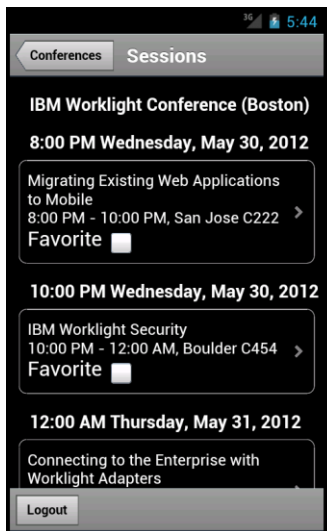 3G 5:44
Conferences Sessions
IBM Worklight Conference (Boston)
8:00 PM Wednesday, May 30, 2012
Migrating Existing Web Applications
to Mobile
8:00 PM - 10:00 PM, San Jose C222
Favorite
10:00 PM Wednesday, May 30, 2012
IBM Worklight Security
10:00 PM - 12:00 AM, Boulder C454
Favorite
12:00 AM Thursday, May 31, 2012
Connecting to the Enterprise with
Worklight Adapters
Logout